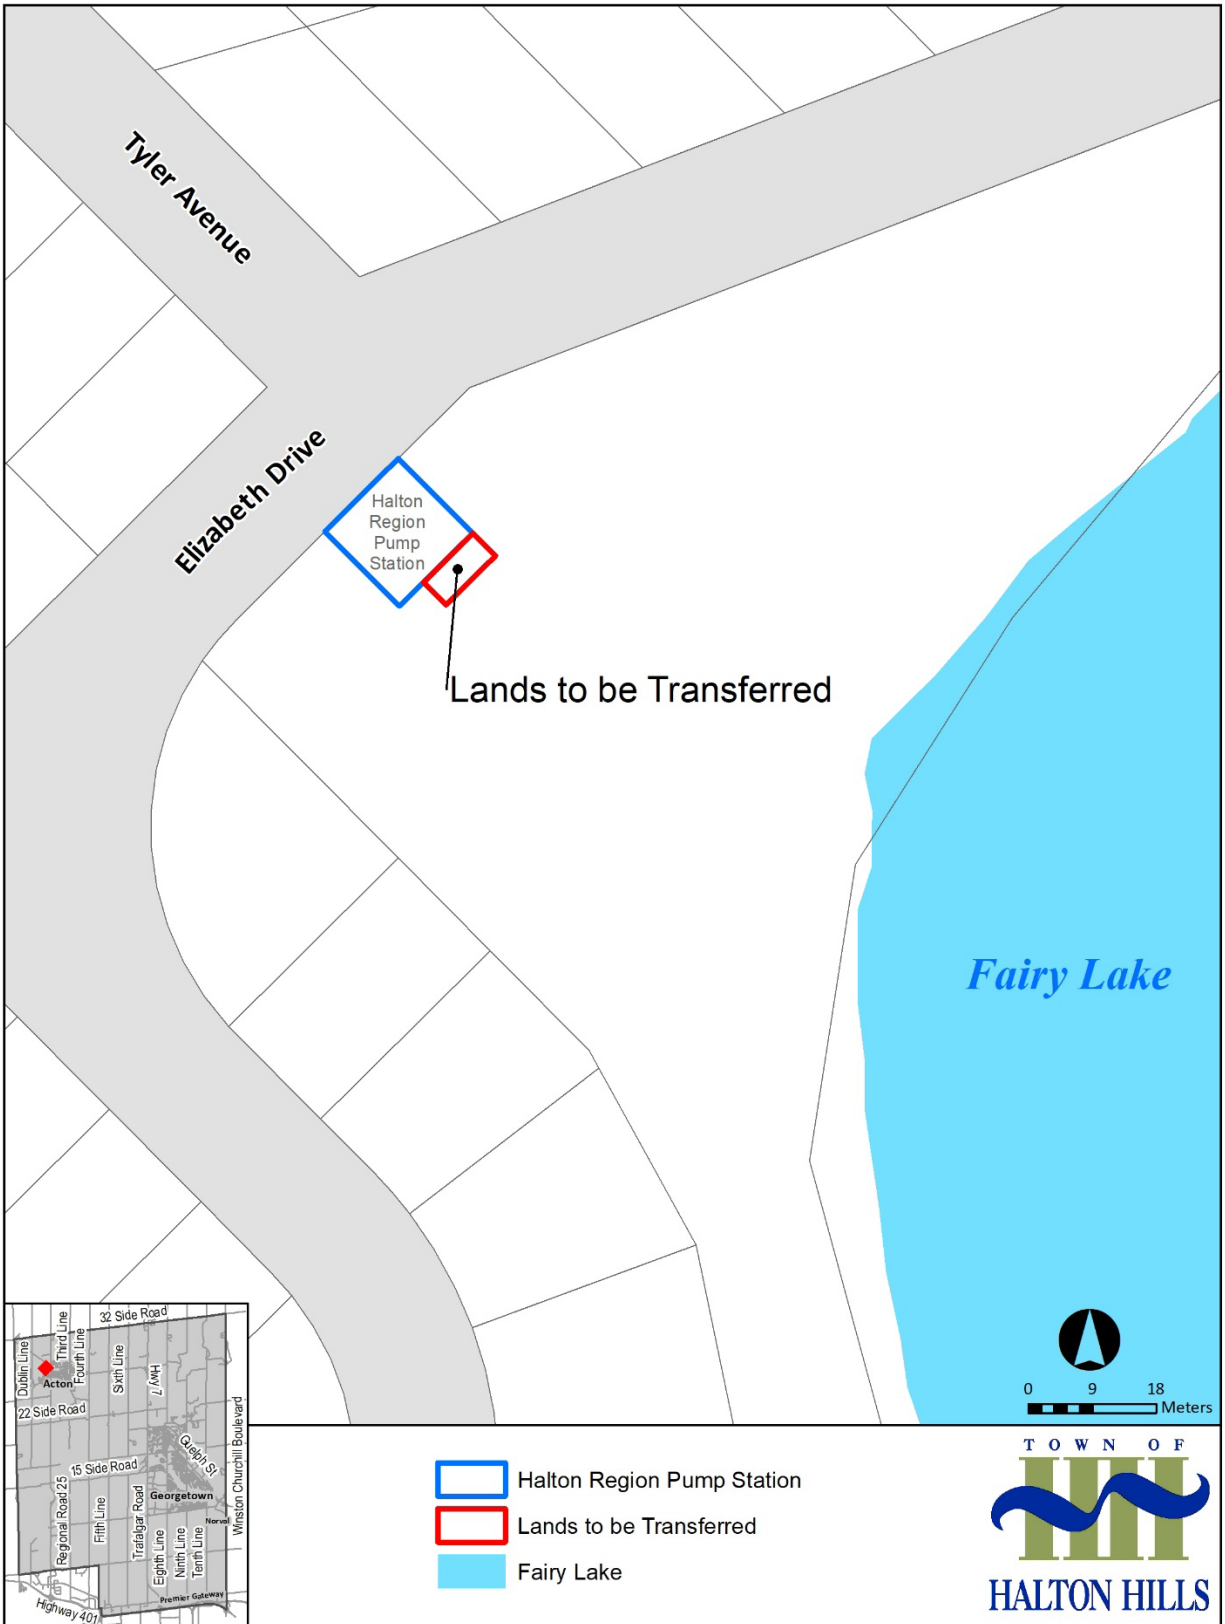 Tyler Avenue
Elizabeth Drive
Halton
Region
Pump
Station
Lands to be Transferred
Fairy Lake
0 9 18
Meters
32 Side Road
Dublin Line
Third Line
Fourth Line
Sixth Line
Hwy 7
Acton
22 Side Road
Guelph St
15 Side Road
Georgetown
Norval
Winston Churchill Boulevard
Regional Road 25
Fifth Line
Trafalgar Road
Eighth Line
Ninth Line
Tenth Line
Premier Gateway
Highway 401
Halton Region Pump Station
Lands to be Transferred
Fairy Lake
TOWN OF
HALTON HILLS